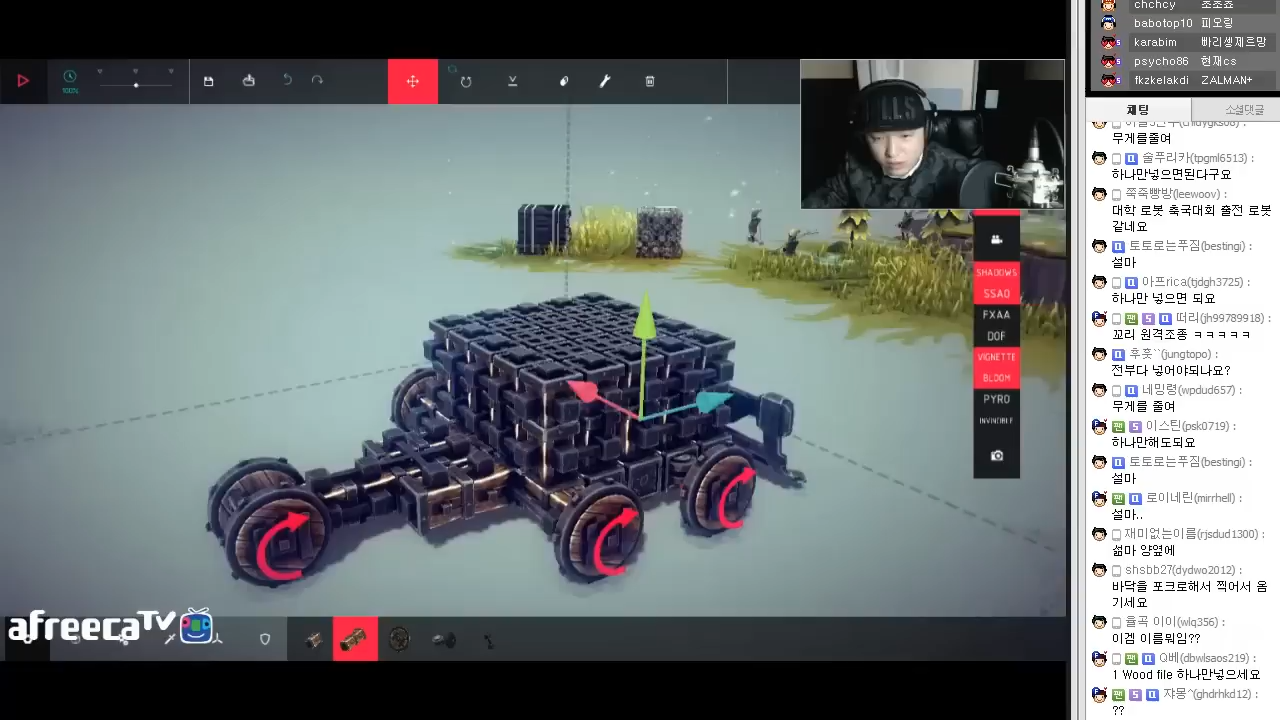 chchcy 조조죠
babotop10 피오링
karabim 빠리셍제르망
psycho86 현재cs
fkzkelakdi ZALMAN+
채팅 소셜댓글
무게를줄여
술푸리카(tpgml6513) :
하나만넣으면된다구요
쭉죽빵방(leewoov) :
대학 로봇 축국대회 출전 로봇
같네요
토토로는푸짐(bestingi) :
설마
아프rica(tjdgh3725) :
하나만 넣으면 되요
떠리(jh99789918) :
꼬리 원격조종 ㅋㅋㅋㅋㅋ
후훗``(jungtopo) :
전부다 넣어야되나요?
네밍령(wpdud657) :
무게를 줄여
이스틴(psk0719) :
하나만해도되요
토토로는푸짐(bestingi) :
설마
로이네린(mirrhell) :
설마..
재미없는이름(rjsdud1300) :
섦마 양옆에
shsbb27(dydwo2012) :
바닥을 포크로해서 찍어서 옴
기세요
율곡 이이(wlq356) :
이겜 이름뭐임??
Q베(dbwlsaos219) :
1 Wood file 하나만넣으세요
쟈몽^(ghdrhkd12) :
??
100%
SHADOWS
SSAO
FXAA
DOF
VIGNETTE
BLOOM
PYRO
INVINCIBLE
afreecaTV